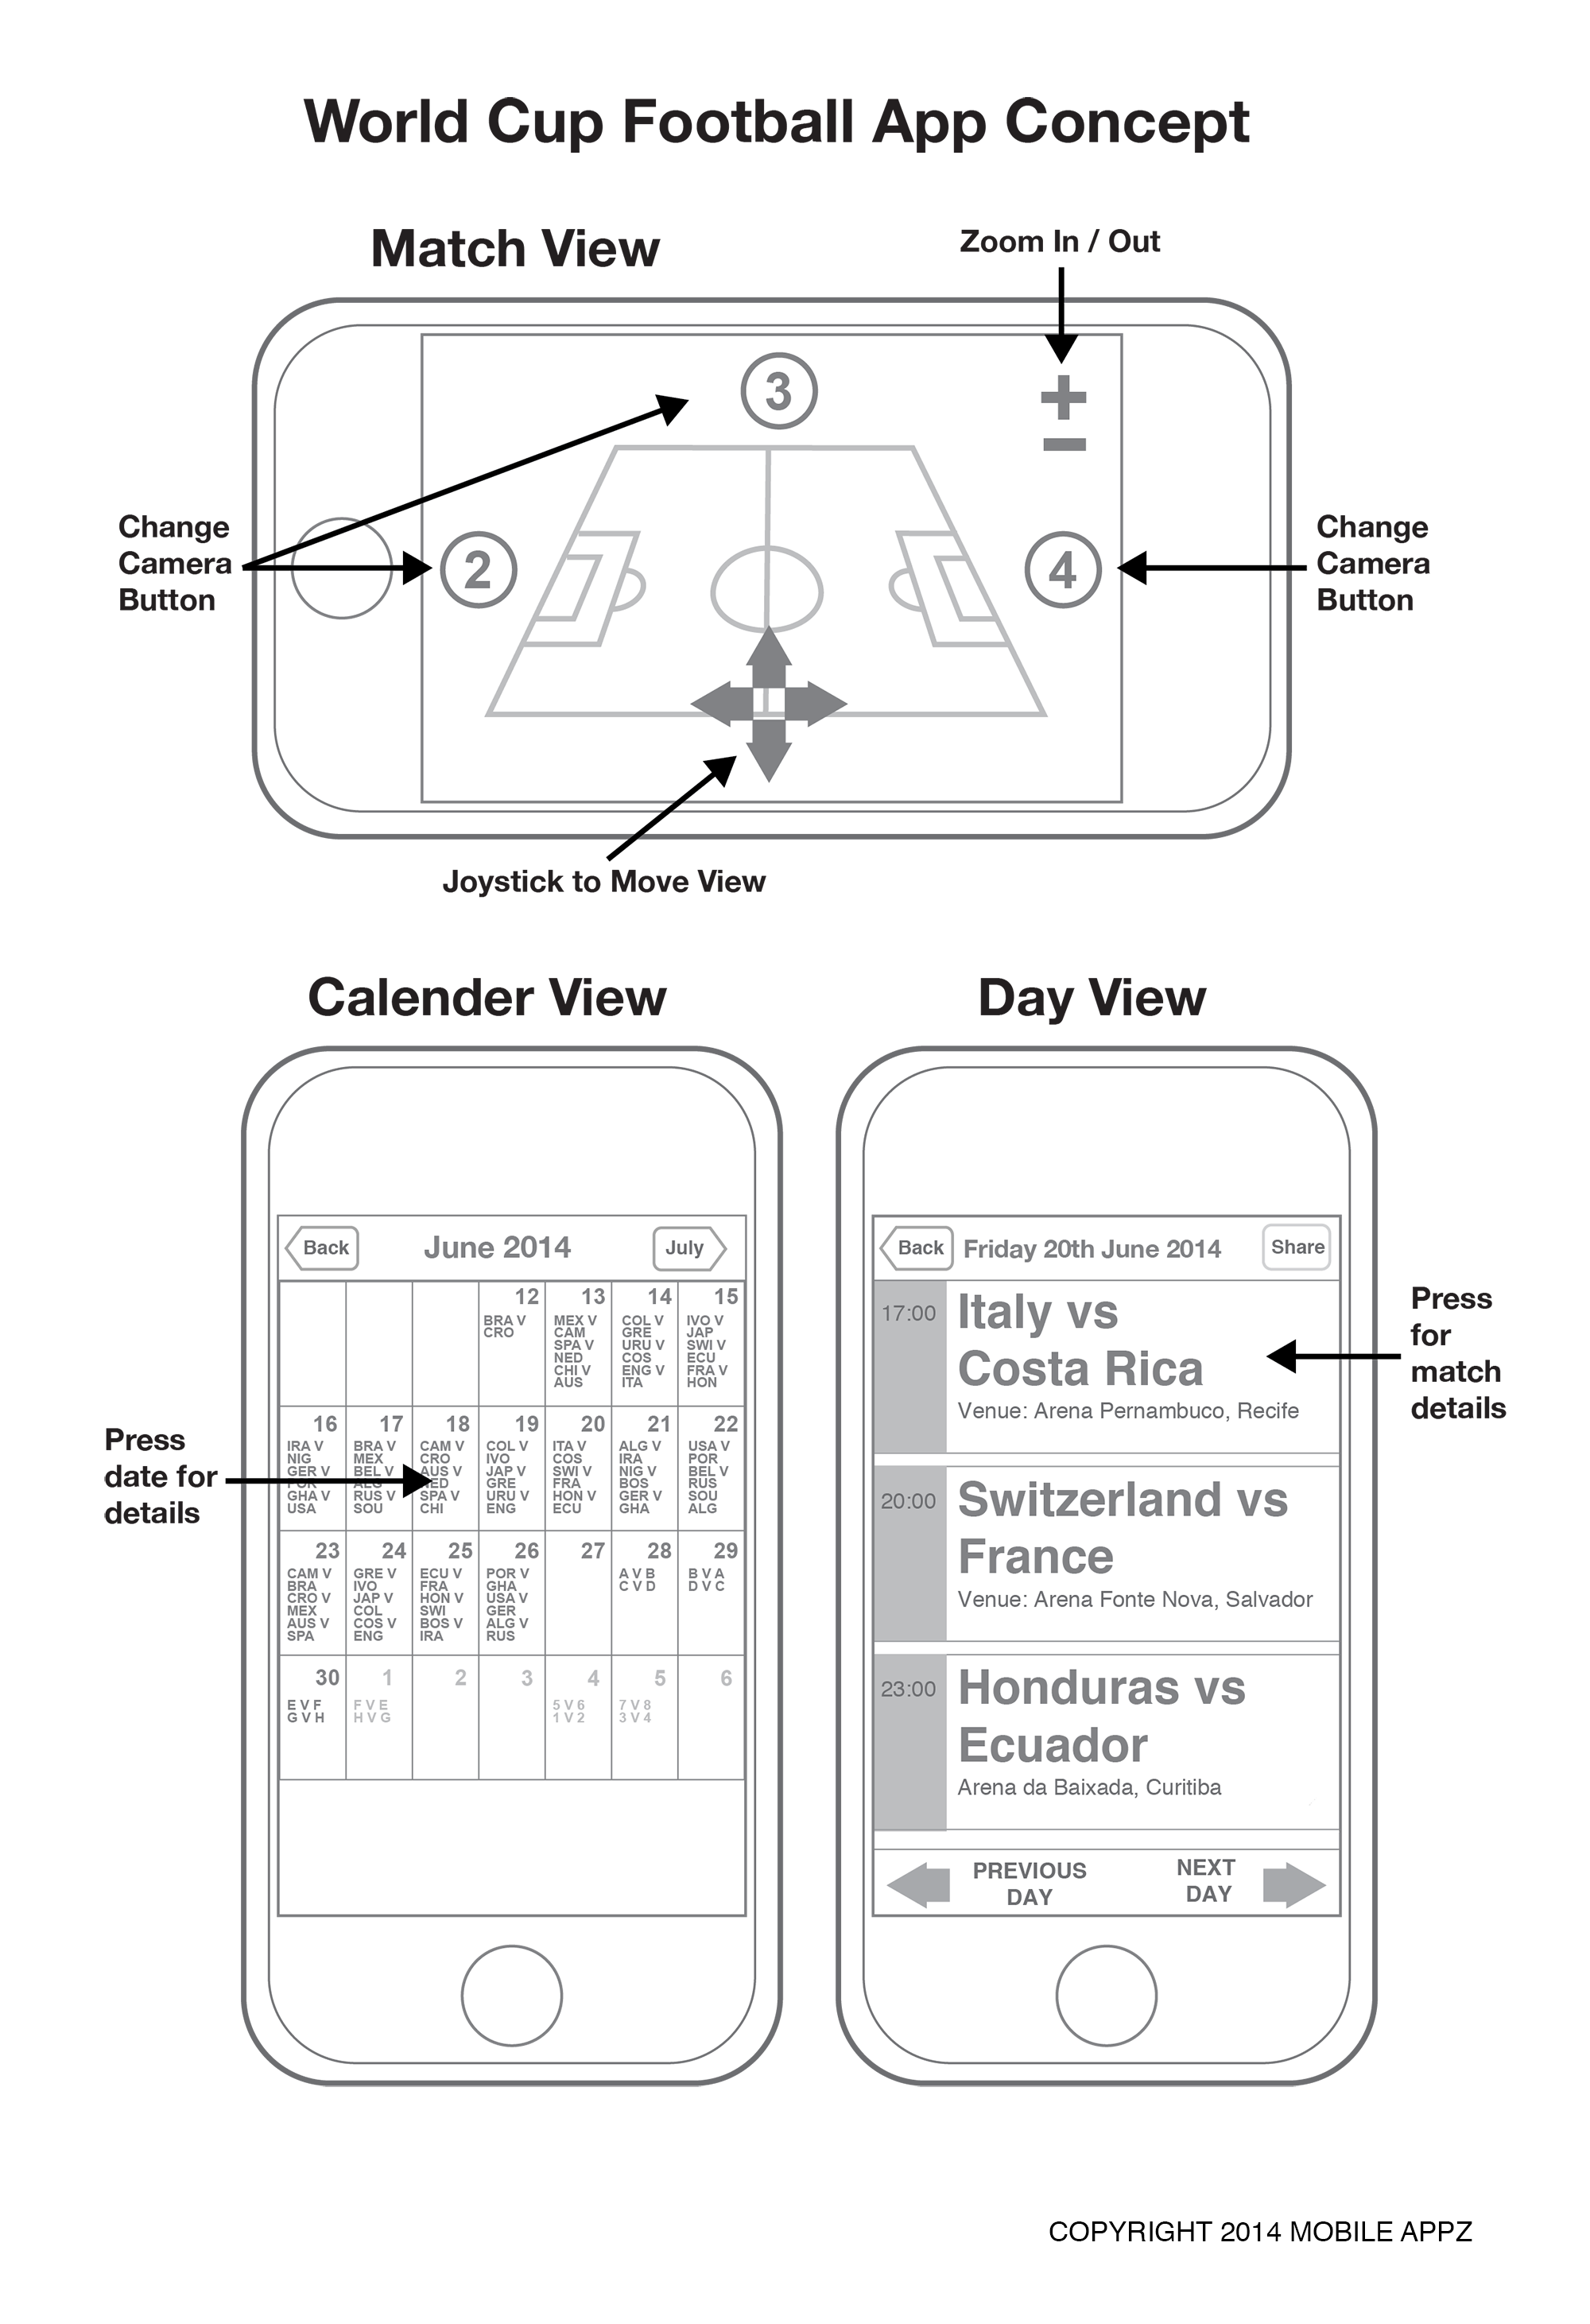 World Cup Football App Concept
Match View
Zoom In / Out
3
+
−
Change
Camera
Button
2
4
Change
Camera
Button
Joystick to Move View
Calender View
Back
June 2014
July
12
BRA V
CRO
13
MEX V
CAM
SPA V
NED
CHI V
AUS
14
COL V
GRE
URU V
COS
ENG V
ITA
15
IVO V
JAP
SWI V
ECU
FRA V
HON
16
IRA V
NIG
GER V
POR
GHA V
USA
17
BRA V
MEX
BEL V
ALG
RUS V
SOU
18
CAM V
CRO
AUS V
NED
SPA V
CHI
19
COL V
IVO
JAP V
GRE
URU V
ENG
20
ITA V
COS
SWI V
FRA
HON V
ECU
21
ALG V
IRA
NIG V
BOS
GER V
GHA
22
USA V
POR
BEL V
RUS
SOU
ALG
Press
date for
details
23
CAM V
BRA
CRO V
MEX
AUS V
SPA
24
GRE V
IVO
JAP V
COL
COS V
ENG
25
ECU V
FRA
HON V
SWI
BOS V
IRA
26
POR V
GHA
USA V
GER
ALG V
RUS
27
28
A V B
C V D
29
B V A
D V C
30
E V F
G V H
1
F V E
H V G
2
3
4
5 V 6
1 V 2
5
7 V 8
3 V 4
6
Day View
Back
Friday 20th June 2014
Share
17:00
Italy vs
Costa Rica
Venue: Arena Pernambuco, Recife
Press
for
match
details
20:00
Switzerland vs
France
Venue: Arena Fonte Nova, Salvador
23:00
Honduras vs
Ecuador
Arena da Baixada, Curitiba
PREVIOUS
DAY
NEXT
DAY
COPYRIGHT 2014 MOBILE APPZ